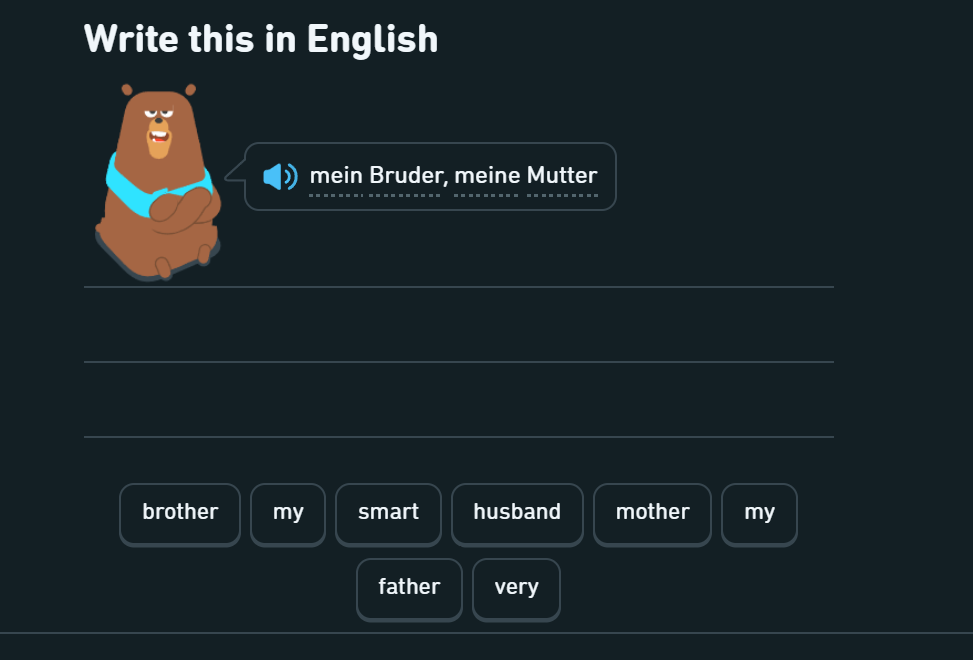 Write this in English
mein Bruder, meine Mutter
brother my smart husband mother my
father very